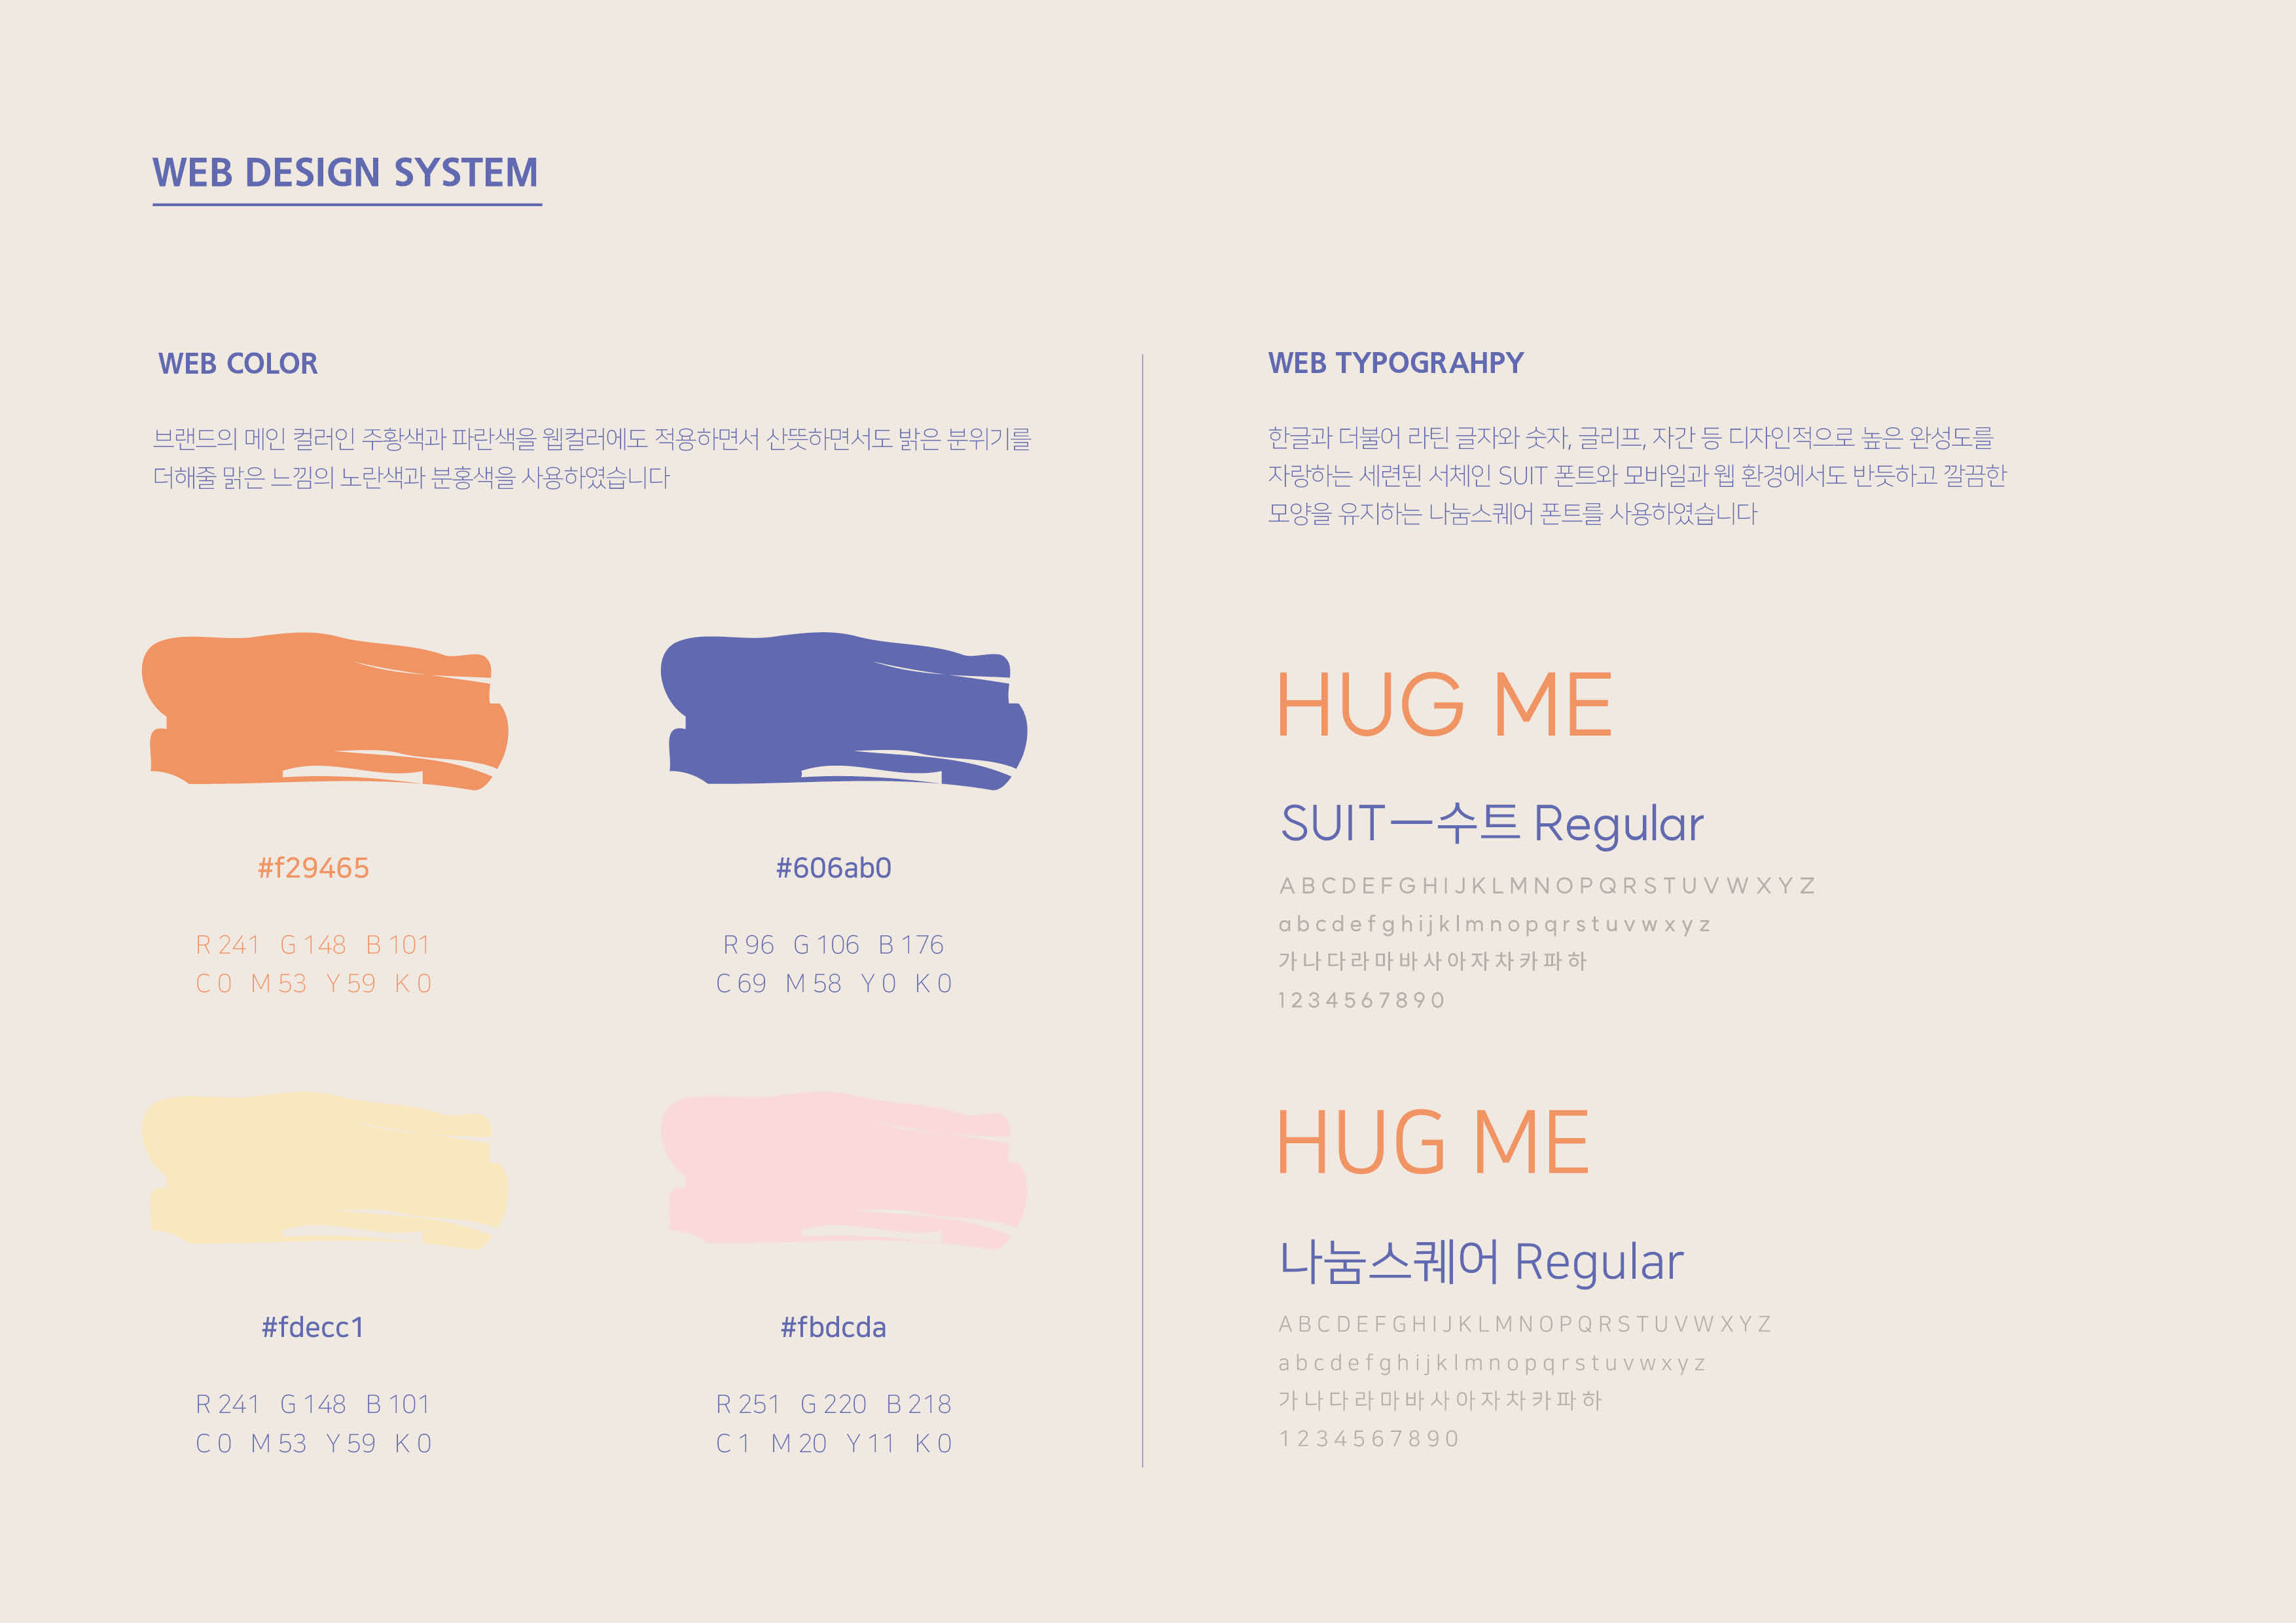 WEB DESIGN SYSTEM
WEB COLOR
브랜드의 메인 컬러인 주황색과 파란색을 웹컬러에도 적용하면서 산뜻하면서도 밝은 분위기를
더해줄 맑은 느낌의 노란색과 분홍색을 사용하였습니다
#f29465
R 241 G 148 B 101
C 0 M 53 Y 59 K 0
#606ab0
R 96 G 106 B 176
C 69 M 58 Y 0 K 0
#fdecc1
R 241 G 148 B 101
C 0 M 53 Y 59 K 0
#fbdcda
R 251 G 220 B 218
C 1 M 20 Y 11 K 0
WEB TYPOGRAHPY
한글과 더불어 라틴 글자와 숫자, 글리프, 자간 등 디자인적으로 높은 완성도를
자랑하는 세련된 서체인 SUIT 폰트와 모바일과 웹 환경에서도 반듯하고 깔끔한
모양을 유지하는 나눔스퀘어 폰트를 사용하였습니다
HUG ME
SUITㅡ수트 Regular
A B C D E F G H I J K L M N O P Q R S T U V W X Y Z
a b c d e f g h i j k l m n o p q r s t u v w x y z
가 나 다 라 마 바 사 아 자 차 카 파 하
1 2 3 4 5 6 7 8 9 0
HUG ME
나눔스퀘어 Regular
A B C D E F G H I J K L M N O P Q R S T U V W X Y Z
a b c d e f g h i j k l m n o p q r s t u v w x y z
가 나 다 라 마 바 사 아 자 차 카 파 하
1 2 3 4 5 6 7 8 9 0